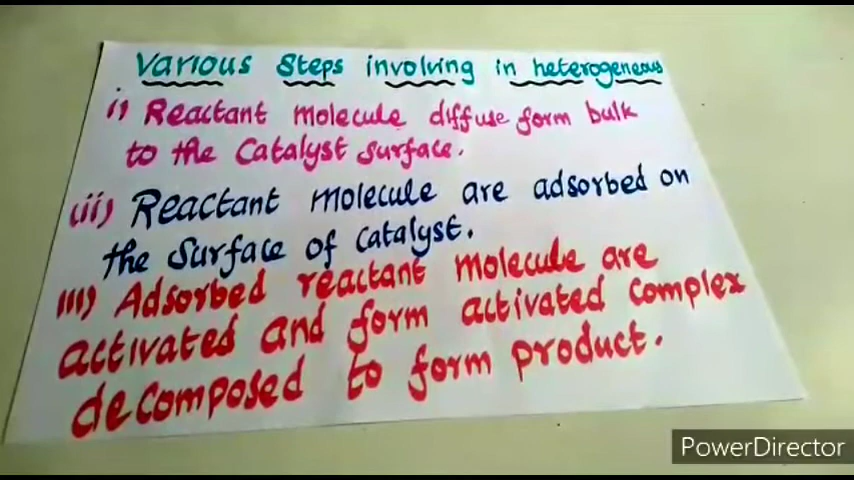 Various Steps involving in heterogeneous
i) Reactant molecule diffuse form bulk
to the Catalyst surface.
(ii) Reactant molecule are adsorbed on
the surface of catalyst.
III) Adsorbed reactant molecule are
activated and form activated complex
decomposed to form product.
PowerDirector